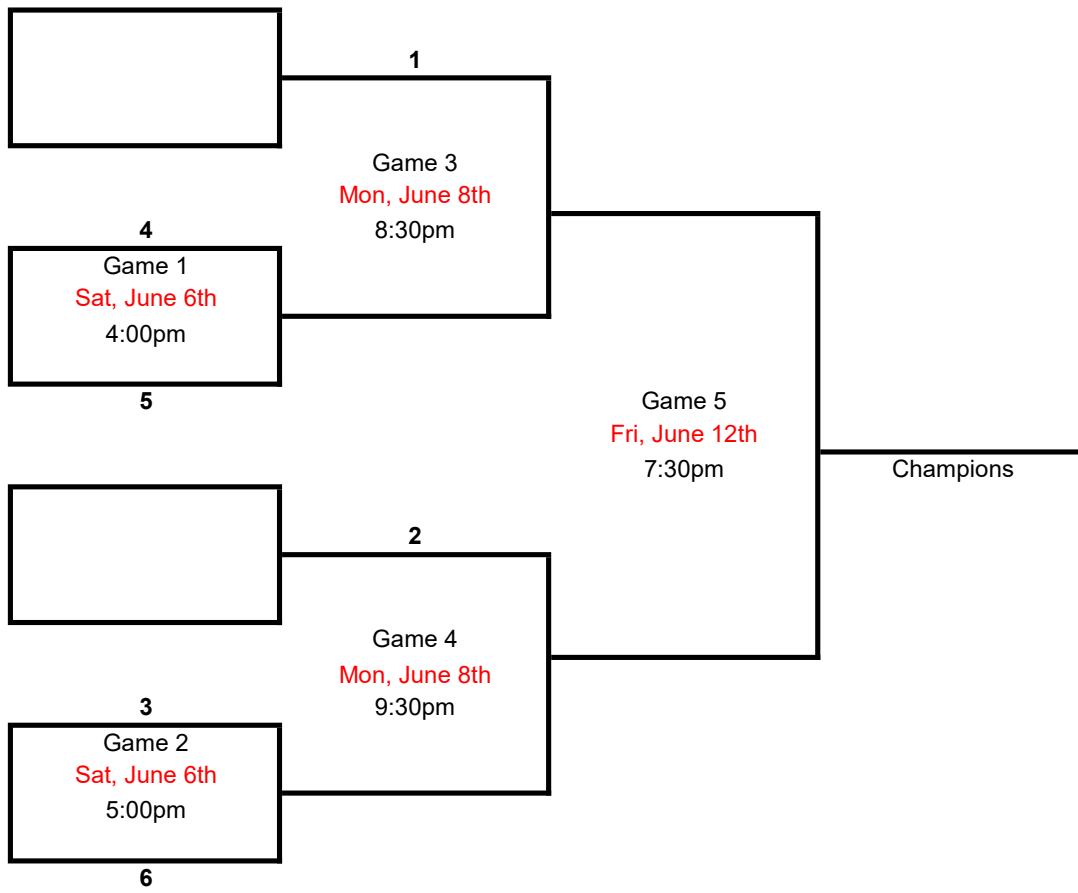 1
Game 3
Mon, June 8th
8:30pm
4
Game 1
Sat, June 6th
4:00pm
5
Game 5
Fri, June 12th
7:30pm
Champions
2
Game 4
Mon, June 8th
9:30pm
3
Game 2
Sat, June 6th
5:00pm
6